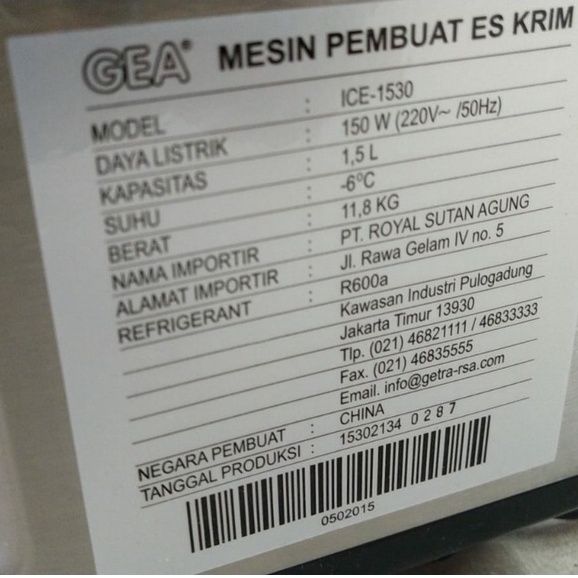 GEA® MESIN PEMBUAT ES KRIM
MODEL : ICE-1530
DAYA LISTRIK : 150 W (220V~ /50Hz)
KAPASITAS : 1,5 L
SUHU : -6°C
BERAT : 11,8 KG
NAMA IMPORTIR : PT. ROYAL SUTAN AGUNG
ALAMAT IMPORTIR : Jl. Rawa Gelam IV no. 5
REFRIGERANT : R600a
Kawasan Industri Pulogadung
Jakarta Timur 13930
Tlp. (021) 46821111 / 46833333
Fax. (021) 46835555
Email. info@getra-rsa.com
NEGARA PEMBUAT : CHINA
TANGGAL PRODUKSI : 15302134 0287
0502015